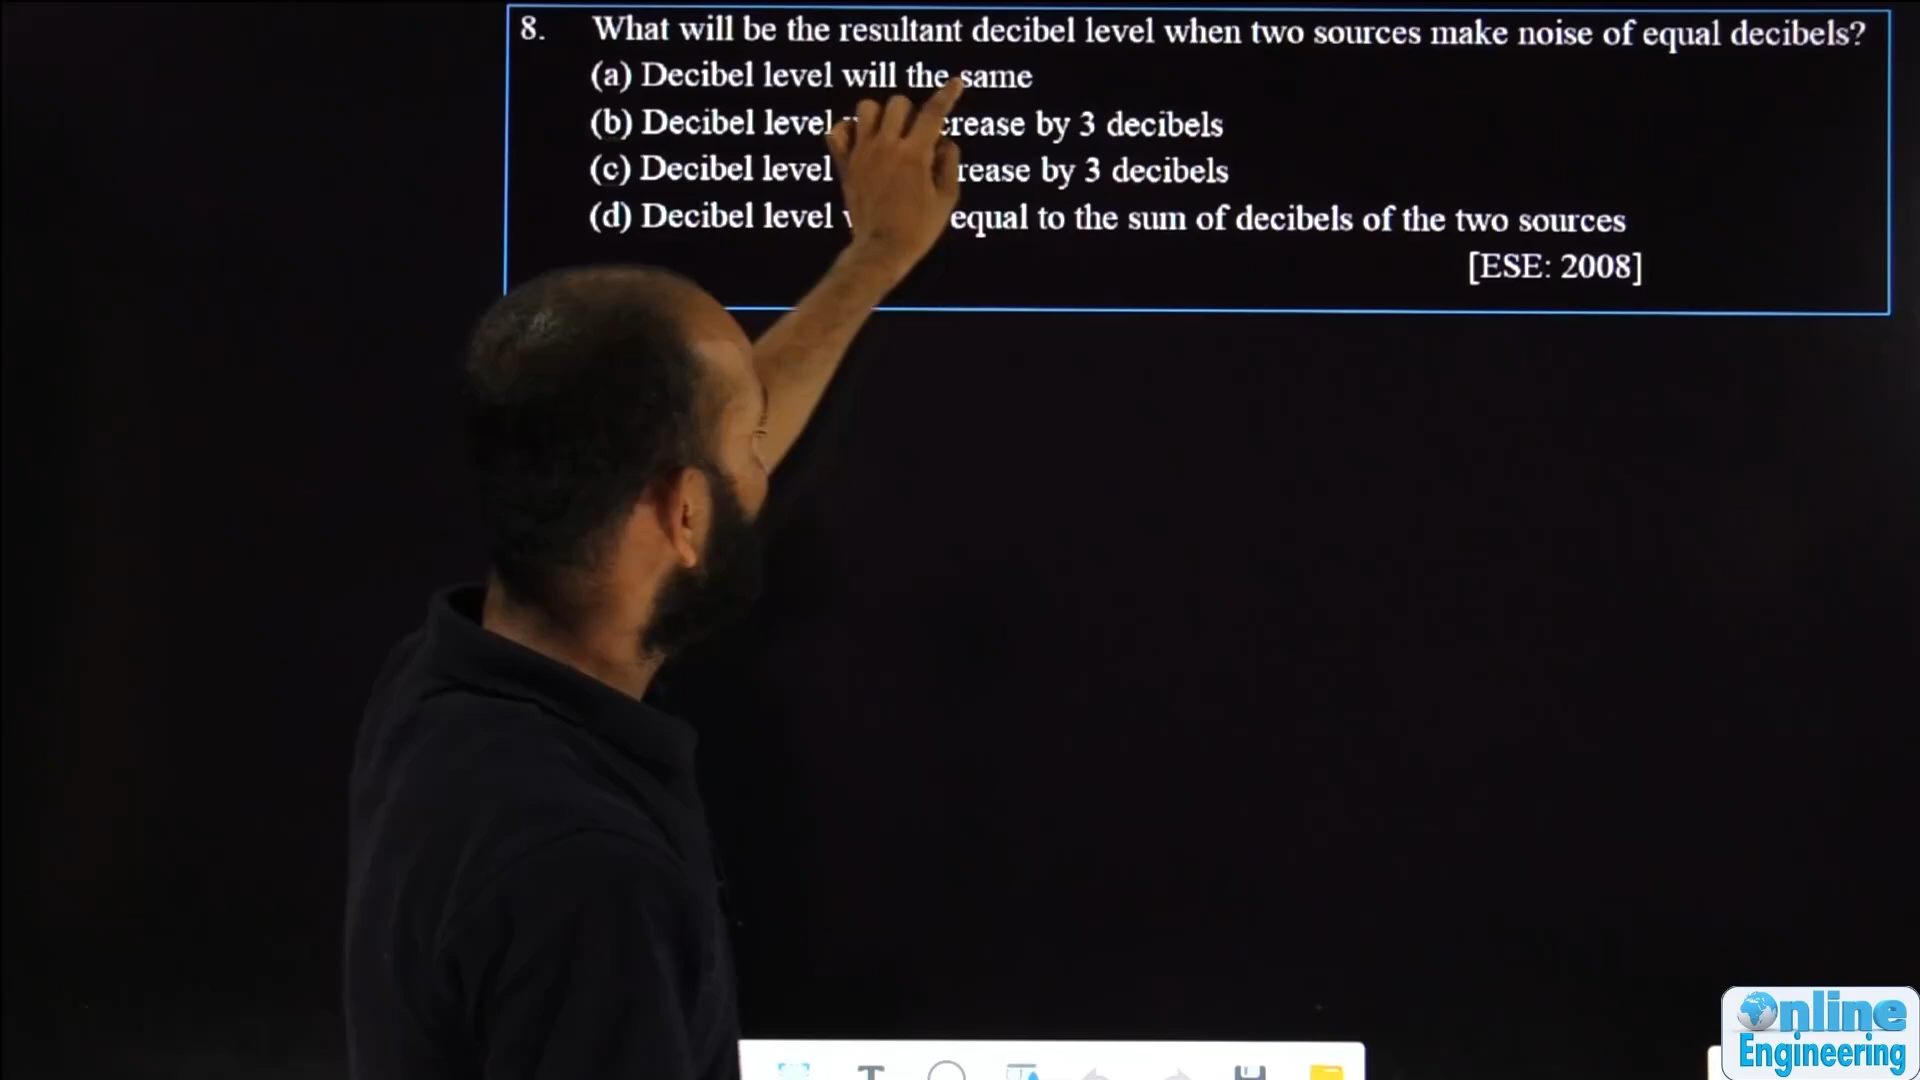 8. What will be the resultant decibel level when two sources make noise of equal decibels?
(a) Decibel level will the same
(b) Decibel level crease by 3 decibels
(c) Decibel level rease by 3 decibels
(d) Decibel level equal to the sum of decibels of the two sources
[ESE: 2008]
T
Online
Engineering